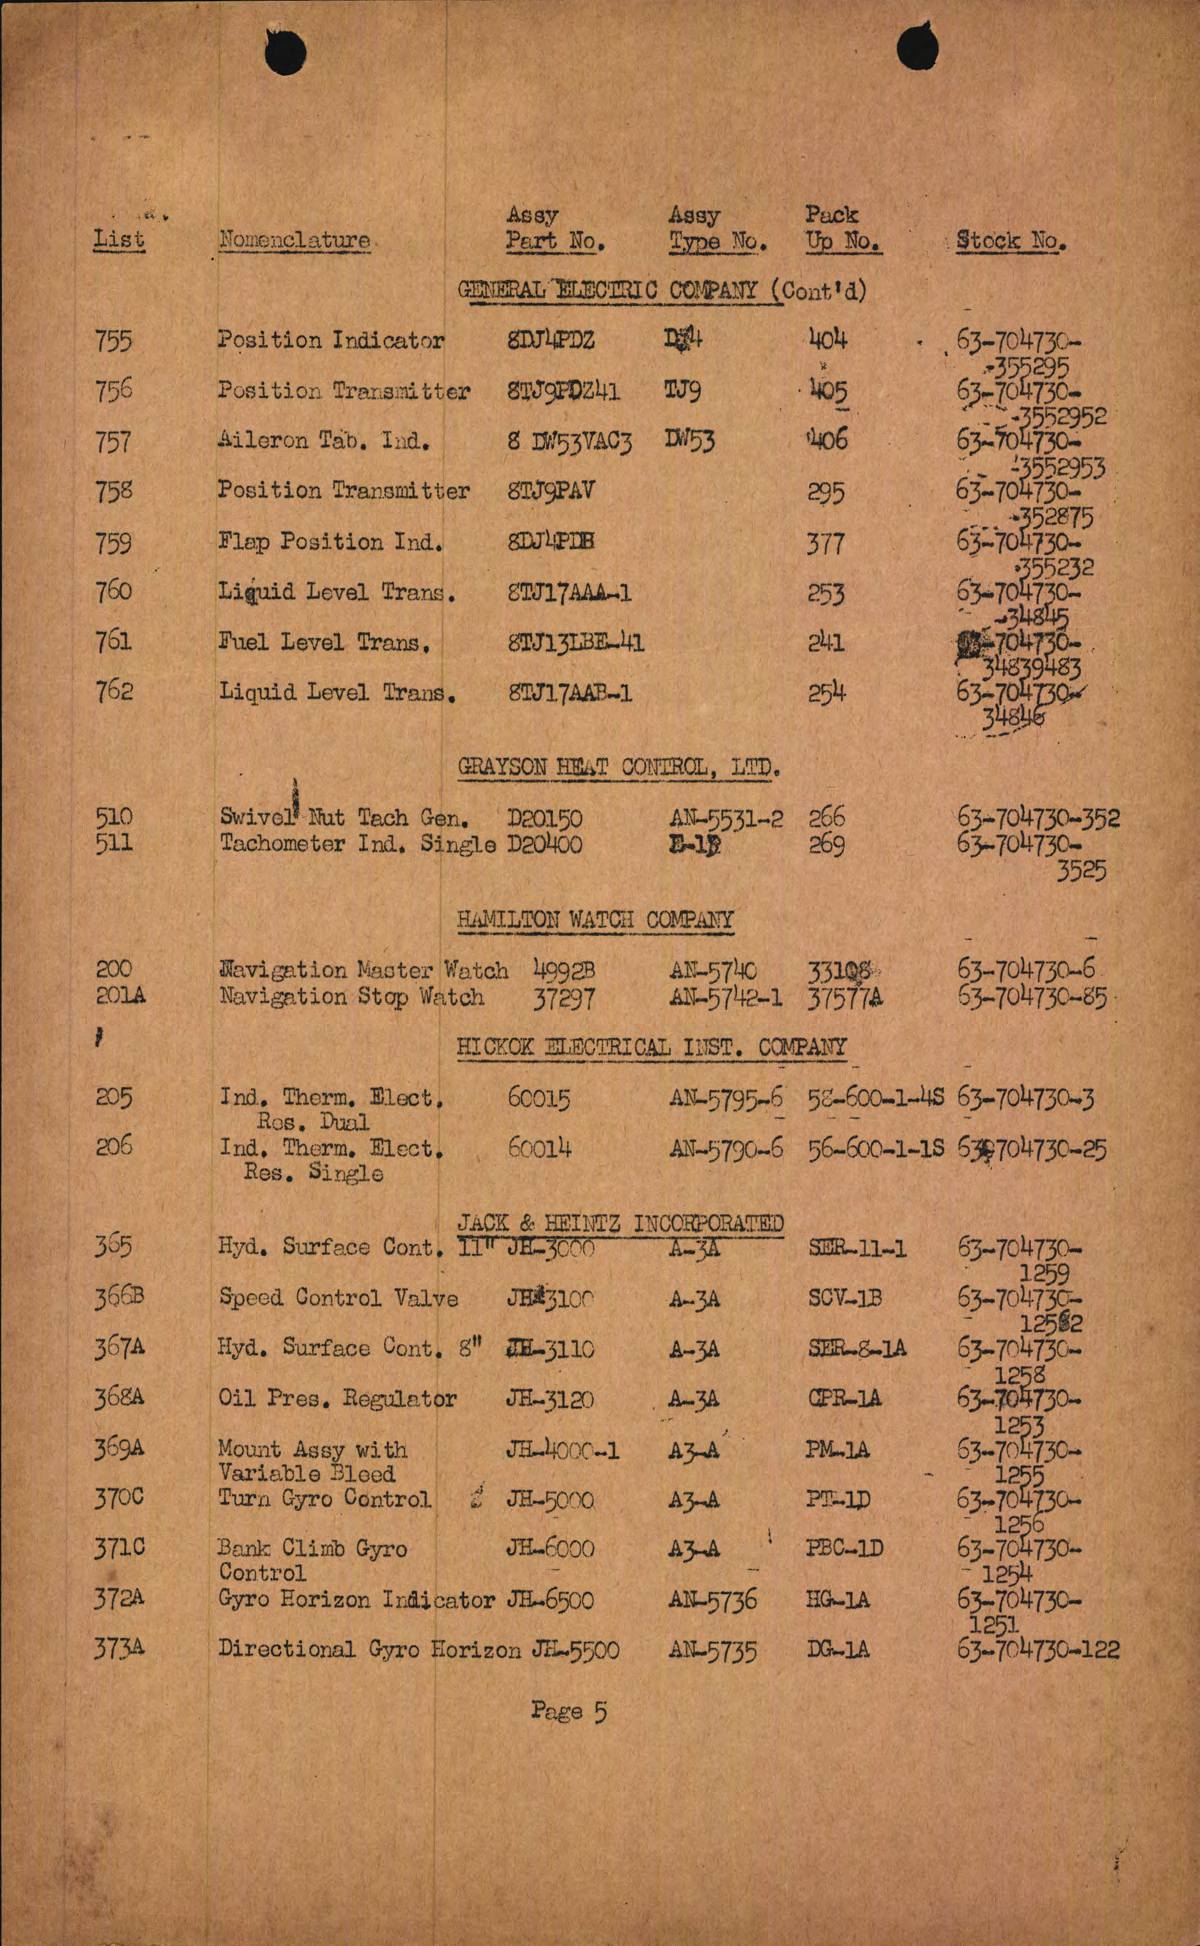 Assy Assy Pack
List Nomenclature Part No. Type No. Up No. Stock No.
GENERAL ELECTRIC COMPANY (Cont'd)
755 Position Indicator 8DJ4PDZ 404 63-704730-
-355295
756 Position Transmitter 8TJ9PDZ41 TJ9 405 63-704730-
-3552952
757 Aileron Tab. Ind. 8 DW53VAC3 DW53 406 63-704730-
-3552953
758 Position Transmitter 8TJ9PAV 295 63-704730-
-352875
759 Flap Position Ind. 8DJ4PDH 377 63-704730-
-355232
760 Liquid Level Trans. 8TJ17AAA-1 253 63-704730-
-34845
761 Fuel Level Trans. 8TJ13LBE-41 241 63-704730-
34839483
762 Liquid Level Trans. 8TJ17AAB-1 254 63-704730-
34846
GRAYSON HEAT CONTROL, LTD.
510 Swivel Nut Tach Gen. D20150 AN-5531-2 266 63-704730-352
511 Tachometer Ind. Single D20400 269 63-704730-
3525
HAMILTON WATCH COMPANY
200 Navigation Master Watch 4992B AN-5740 33108 63-704730-6
201A Navigation Stop Watch 37297 AN-5742-1 37577A 63-704730-85
HICKOK ELECTRICAL INST. COMPANY
205 Ind. Therm. Elect. 60015 AN-5795-6 58-600-1-4S 63-704730-3
Res. Dual
206 Ind. Therm. Elect. 60014 AN-5790-6 56-600-1-1S 63-704730-25
Res. Single
JACK & HEINTZ INCORPORATED
365 Hyd. Surface Cont. 11" JH-3000 A-3A SER-11-1 63-704730-
1259
366B Speed Control Valve JH-3100 A-3A SCV-1B 63-704730-
12582
367A Hyd. Surface Cont. 8" JH-3110 A-3A SER-8-1A 63-704730-
1258
368A Oil Pres. Regulator JH-3120 A-3A OPR-1A 63-704730-
1253
369A Mount Assy with JH-4000-1 A3-A PM-1A 63-704730-
Variable Bleed 1255
370C Turn Gyro Control JH-5000 A3-A PT-1D 63-704730-
1256
371C Bank Climb Gyro JH-6000 A3-A PBC-1D 63-704730-
Control 1254
372A Gyro Horizon Indicator JH-6500 AN-5736 HG-1A 63-704730-
1251
373A Directional Gyro Horizon JH-5500 AN-5735 DG-1A 63-704730-122
Page 5